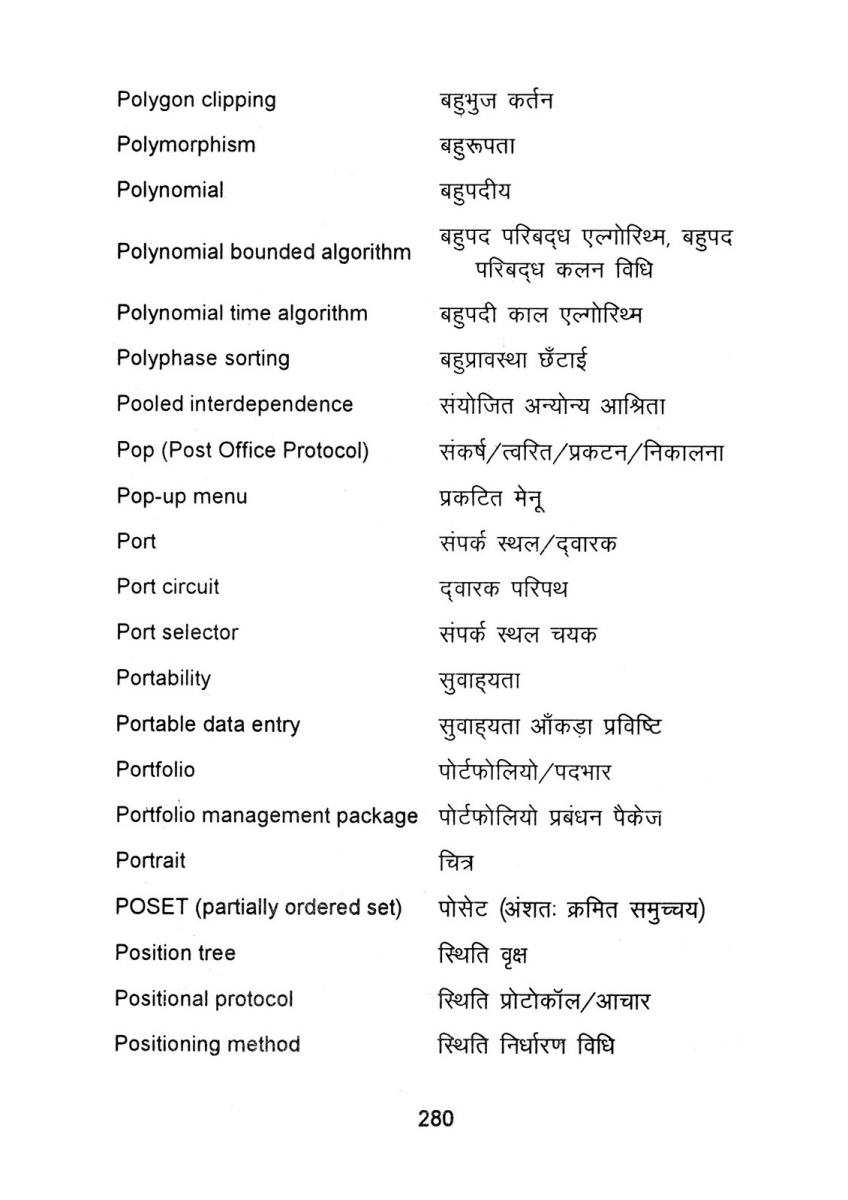 Polygon clipping बहुभुज कर्तन
Polymorphism बहुरूपता
Polynomial बहुपदीय
Polynomial bounded algorithm बहुपद परिबद्ध एल्गोरिथ्म, बहुपद
परिबद्ध कलन विधि
Polynomial time algorithm बहुपदी काल एल्गोरिथ्म
Polyphase sorting बहुप्रावस्था छँटाई
Pooled interdependence संयोजित अन्योन्य आश्रिता
Pop (Post Office Protocol) संकर्ष/त्वरित/प्रकटन/निकालना
Pop-up menu प्रकटित मेनू
Port संपर्क स्थल/द्वारक
Port circuit द्वारक परिपथ
Port selector संपर्क स्थल चयक
Portability सुवाह्यता
Portable data entry सुवाह्यता आँकड़ा प्रविष्टि
Portfolio पोर्टफोलियो/पदभार
Portfolio management package पोर्टफोलियो प्रबंधन पैकेज
Portrait चित्र
POSET (partially ordered set) पोसेट (अंशतः क्रमित समुच्चय)
Position tree स्थिति वृक्ष
Positional protocol स्थिति प्रोटोकॉल/आचार
Positioning method स्थिति निर्धारण विधि
280